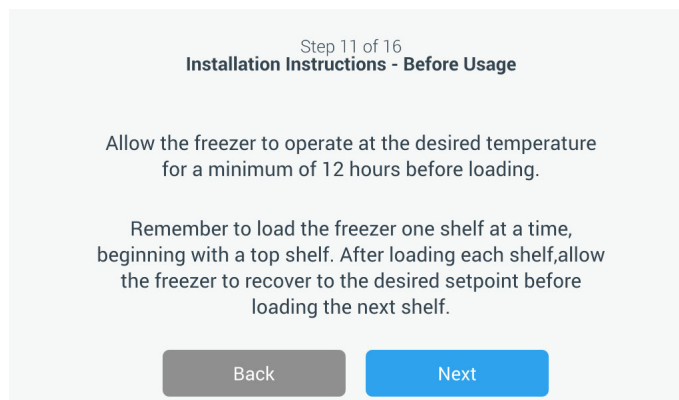 Step 11 of 16
Installation Instructions - Before Usage
Allow the freezer to operate at the desired temperature
for a minimum of 12 hours before loading.
Remember to load the freezer one shelf at a time,
beginning with a top shelf. After loading each shelf,allow
the freezer to recover to the desired setpoint before
loading the next shelf.
Back
Next